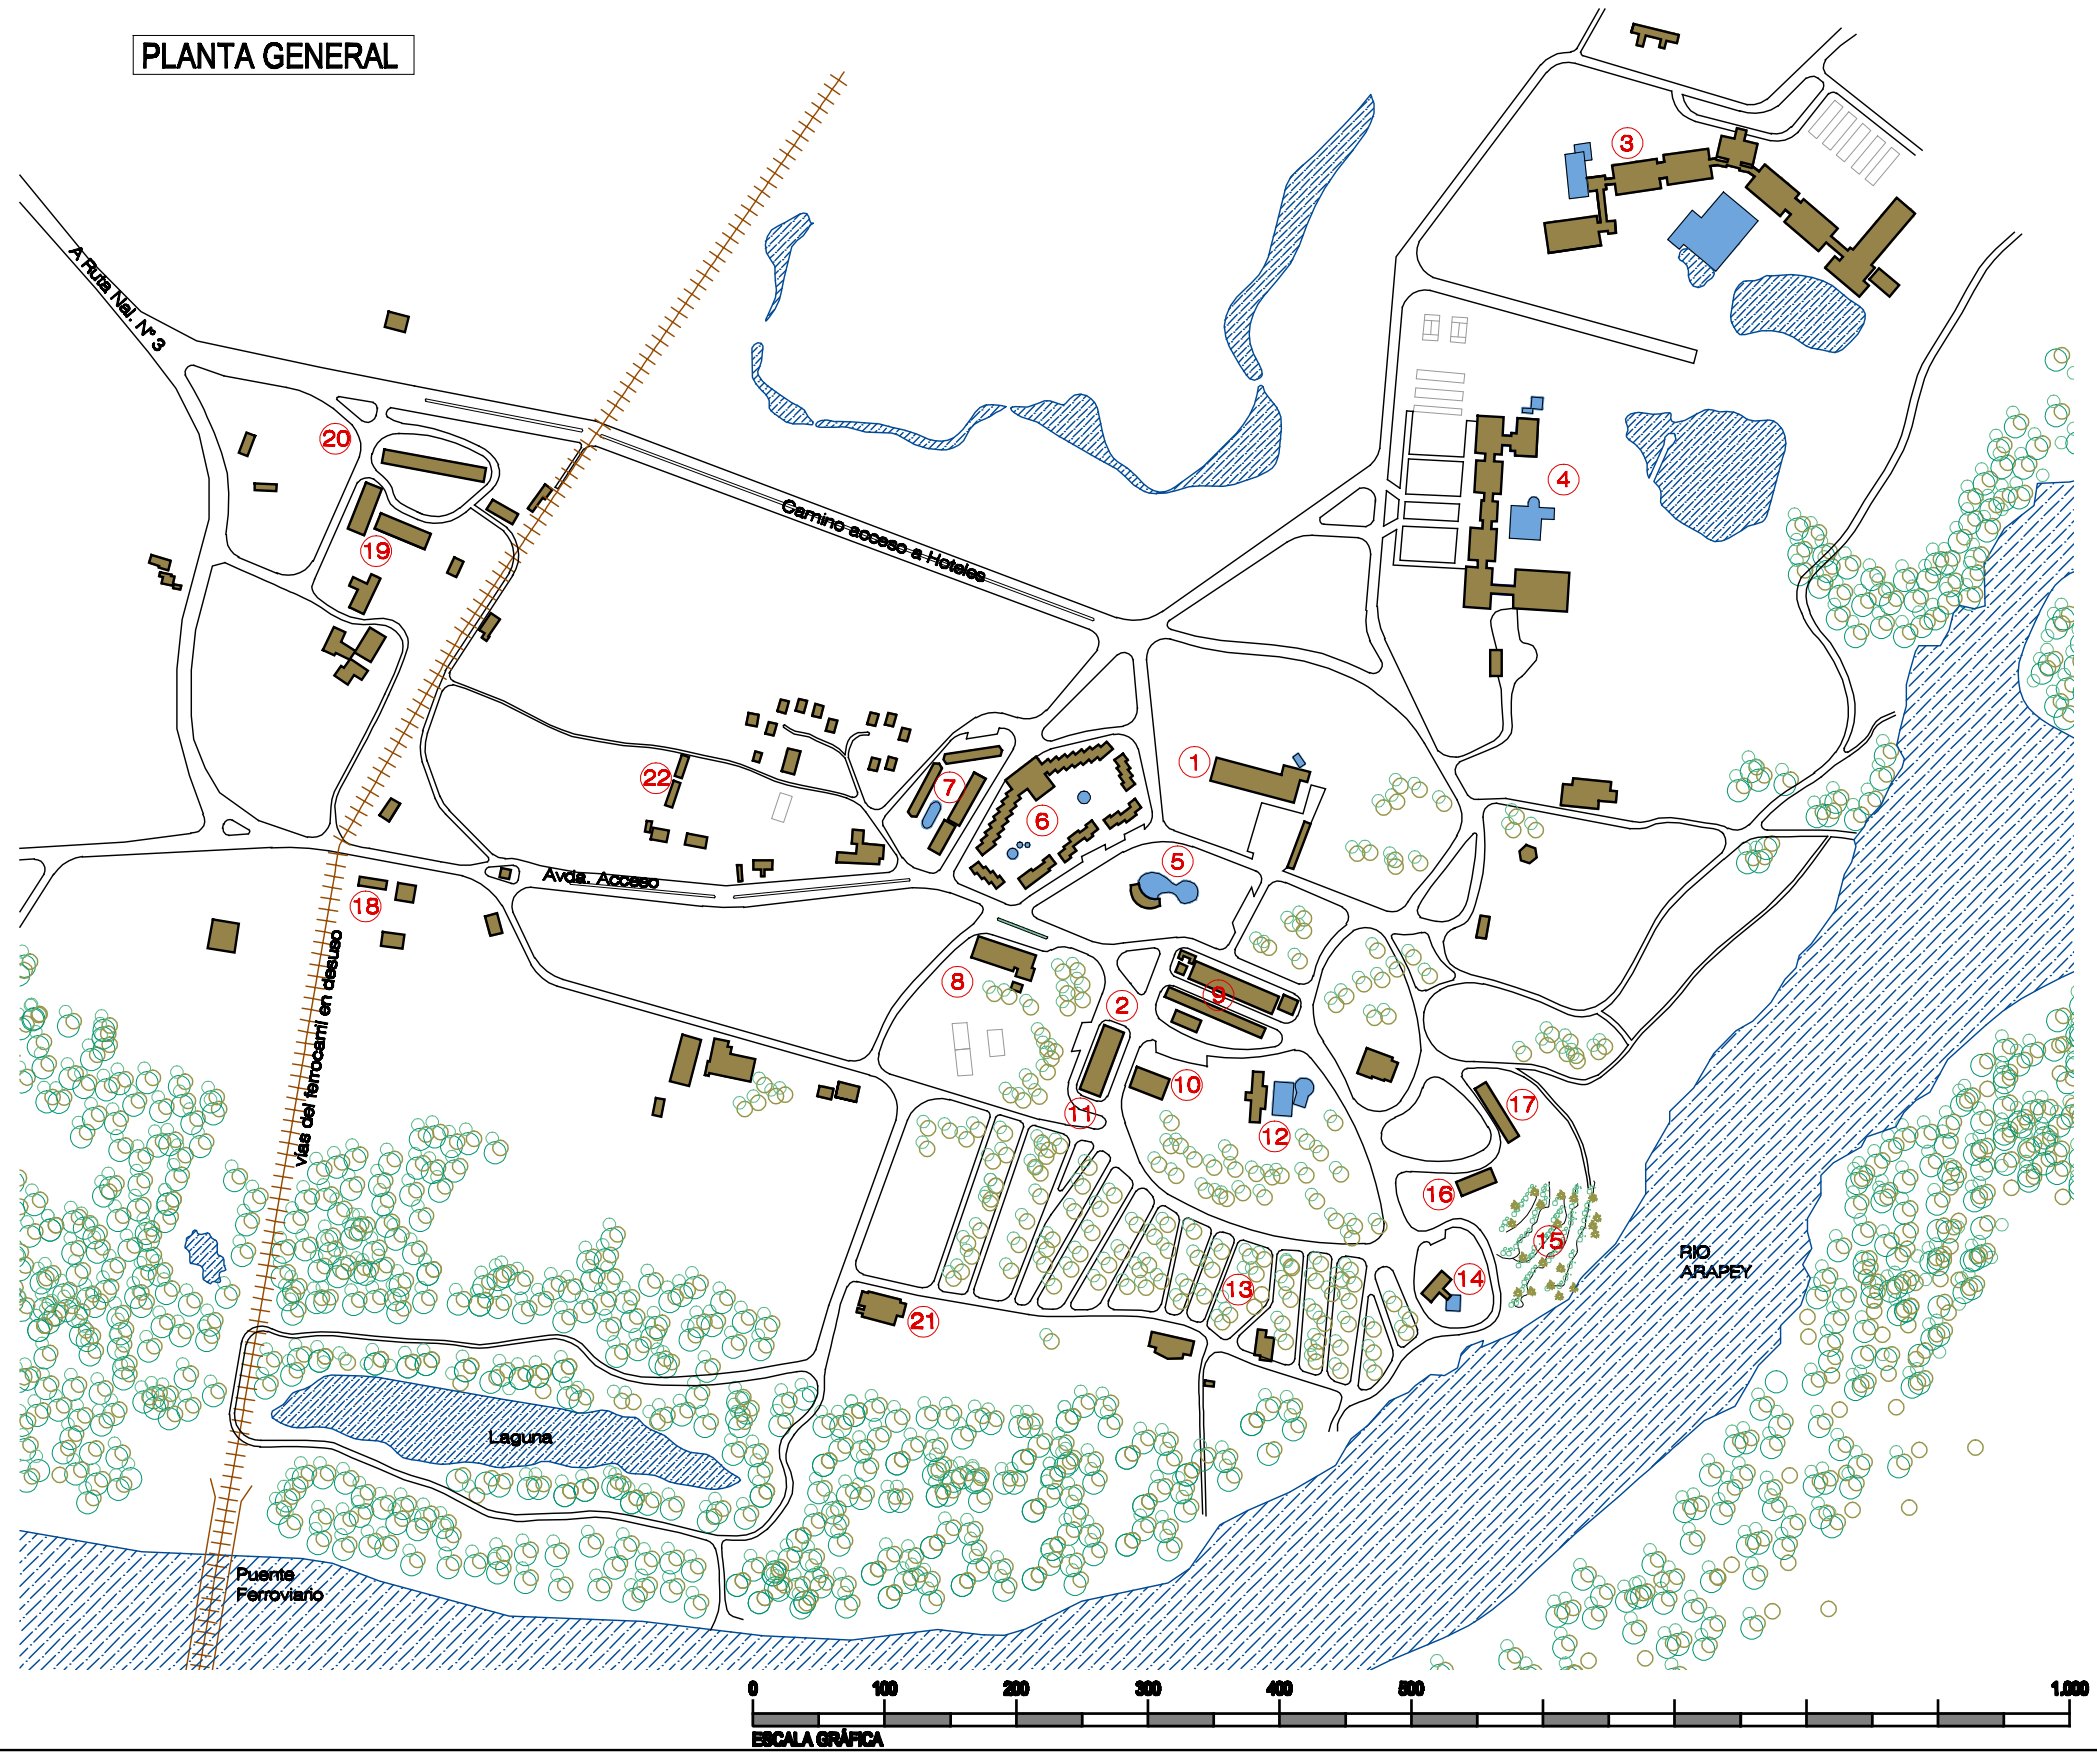 PLANTA GENERAL
3
A Ruta Nal. Nº 3
20
4
Camino acceso a Hoteles
19
1
22
7
6
5
Avda. Acceso
18
vías del ferrocarril en desuso
8
9
2
10
11
17
12
16
15
RIO
ARAPEY
14
13
21
Laguna
Puente
Ferroviario
0 100 200 300 400 500 1.000
ESCALA GRÁFICA